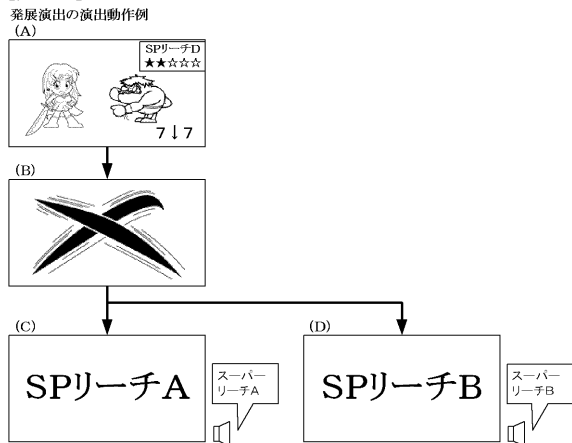 発展演出の演出動作例
(A)
SPリーチD
★★☆☆☆
7↓7
(B)
(C)
(D)
SPリーチA
スーパー
リーチA
SPリーチB
スーパー
リーチB